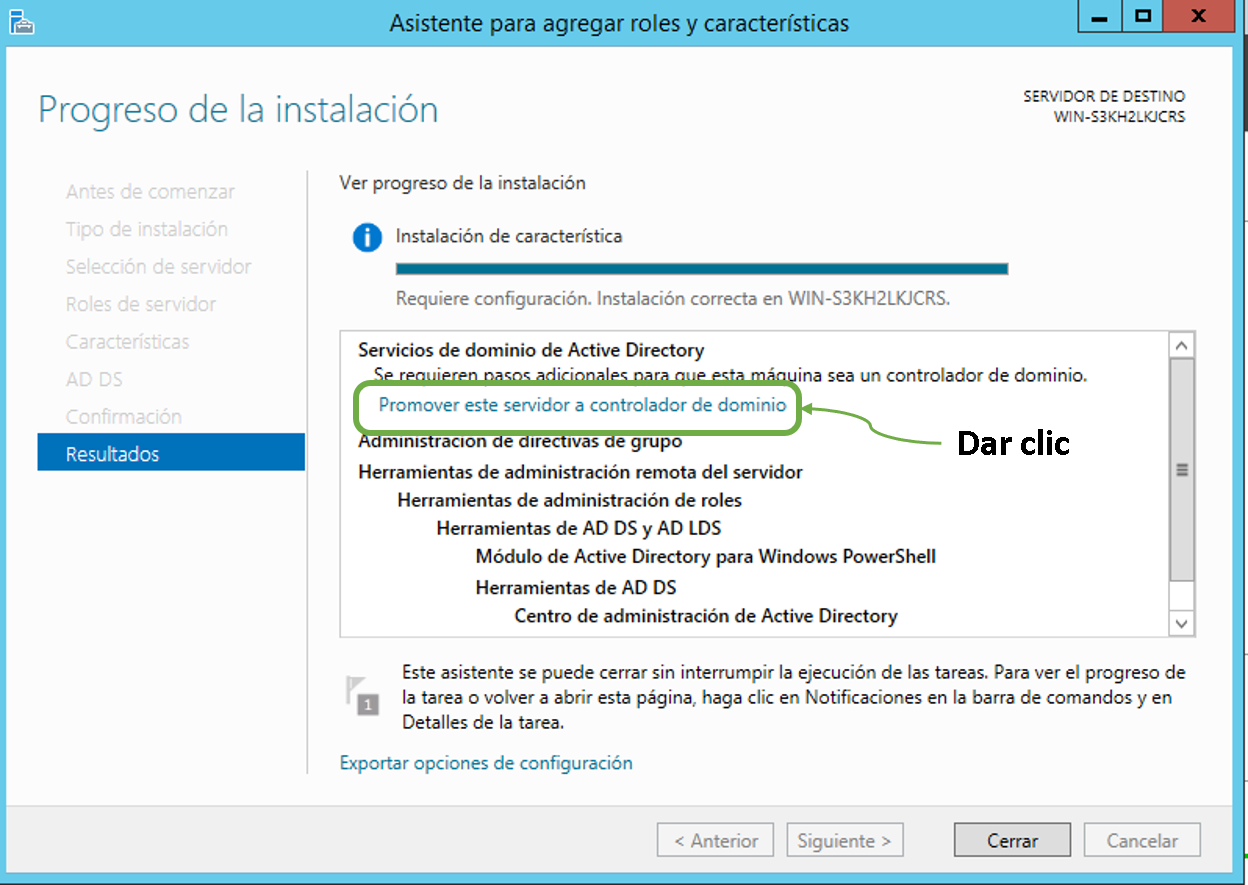 Asistente para agregar roles y características
Progreso de la instalación
SERVIDOR DE DESTINO
WIN-S3KH2LKJCRS
Antes de comenzar
Tipo de instalación
Selección de servidor
Roles de servidor
Características
AD DS
Confirmación
Resultados
Ver progreso de la instalación
Instalación de característica
Requiere configuración. Instalación correcta en WIN-S3KH2LKJCRS.
Servicios de dominio de Active Directory
Se requieren pasos adicionales para que esta máquina sea un controlador de dominio.
Promover este servidor a controlador de dominio
Dar clic
Administración de directivas de grupo
Herramientas de administración remota del servidor
Herramientas de administración de roles
Herramientas de AD DS y AD LDS
Módulo de Active Directory para Windows PowerShell
Herramientas de AD DS
Centro de administración de Active Directory
1
Este asistente se puede cerrar sin interrumpir la ejecución de las tareas. Para ver el progreso de
la tarea o volver a abrir esta página, haga clic en Notificaciones en la barra de comandos y en
Detalles de la tarea.
Exportar opciones de configuración
< Anterior
Siguiente >
Cerrar
Cancelar